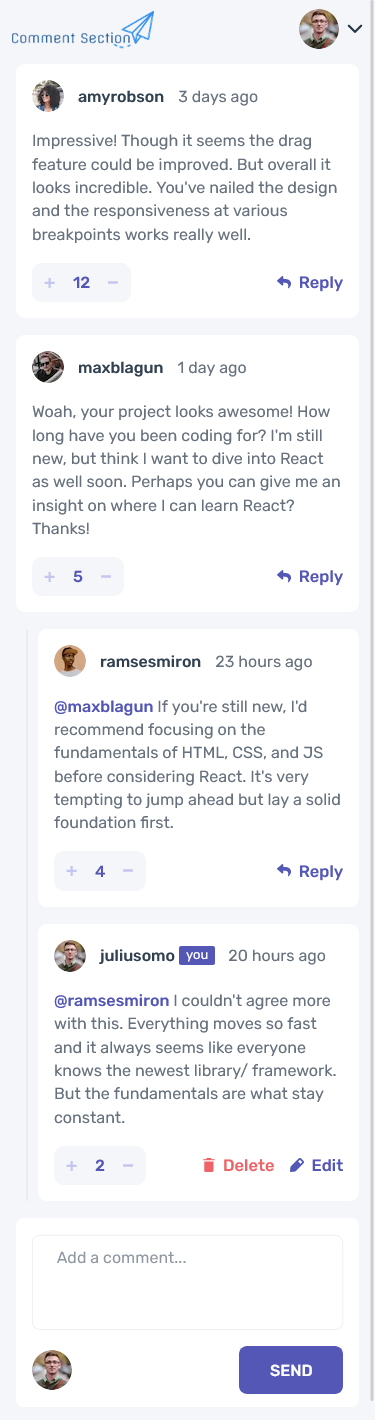 Comment Section
amyrobson 3 days ago
Impressive! Though it seems the drag
feature could be improved. But overall it
looks incredible. You've nailed the design
and the responsiveness at various
breakpoints works really well.
+ 12 − Reply
maxblagun 1 day ago
Woah, your project looks awesome! How
long have you been coding for? I'm still
new, but think I want to dive into React
as well soon. Perhaps you can give me an
insight on where I can learn React?
Thanks!
+ 5 − Reply
ramsesmiron 23 hours ago
@maxblagun If you're still new, I'd
recommend focusing on the
fundamentals of HTML, CSS, and JS
before considering React. It's very
tempting to jump ahead but lay a solid
foundation first.
+ 4 − Reply
juliusomo you 20 hours ago
@ramsesmiron I couldn't agree more
with this. Everything moves so fast
and it always seems like everyone
knows the newest library/ framework.
But the fundamentals are what stay
constant.
+ 2 − Delete Edit
Add a comment...
SEND